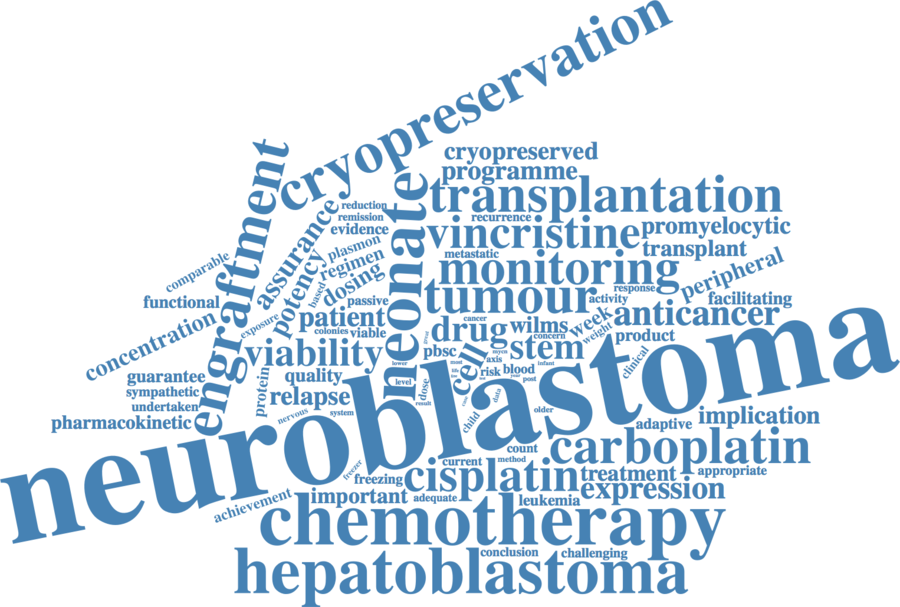 cryopreservation
cryopreserved
programme
transplantation
engraftment
neonate
assurance
reduction
remission
evidence
recurrence
vincristine
promyelocytic
transplant
plasmon
regimen
metastatic
monitoring
peripheral
comparable
potency
based
dosing
response
functional
passive
tumour
activity
facilitating
concentration
exposure
patient
colonies
viable
cancer
drug
wilms
concern
week
weight
anticancer
product
viability
pbsc
cell
axis
myco
stem
infant
clinical
lower
most
guarantee
quality
level
risk
blood
post
sympathetic
protein
relapse
dose
data
undertaken
result
older
pharmacokinetic
nervous
system
child
adaptive
implication
neuroblastoma
count
carboplatin
current
method
freezer
freezing
cisplatin
treatment
appropriate
achievement
important
adequate
leukemia
expression
chemotherapy
conclusion
challenging
hepatoblastoma